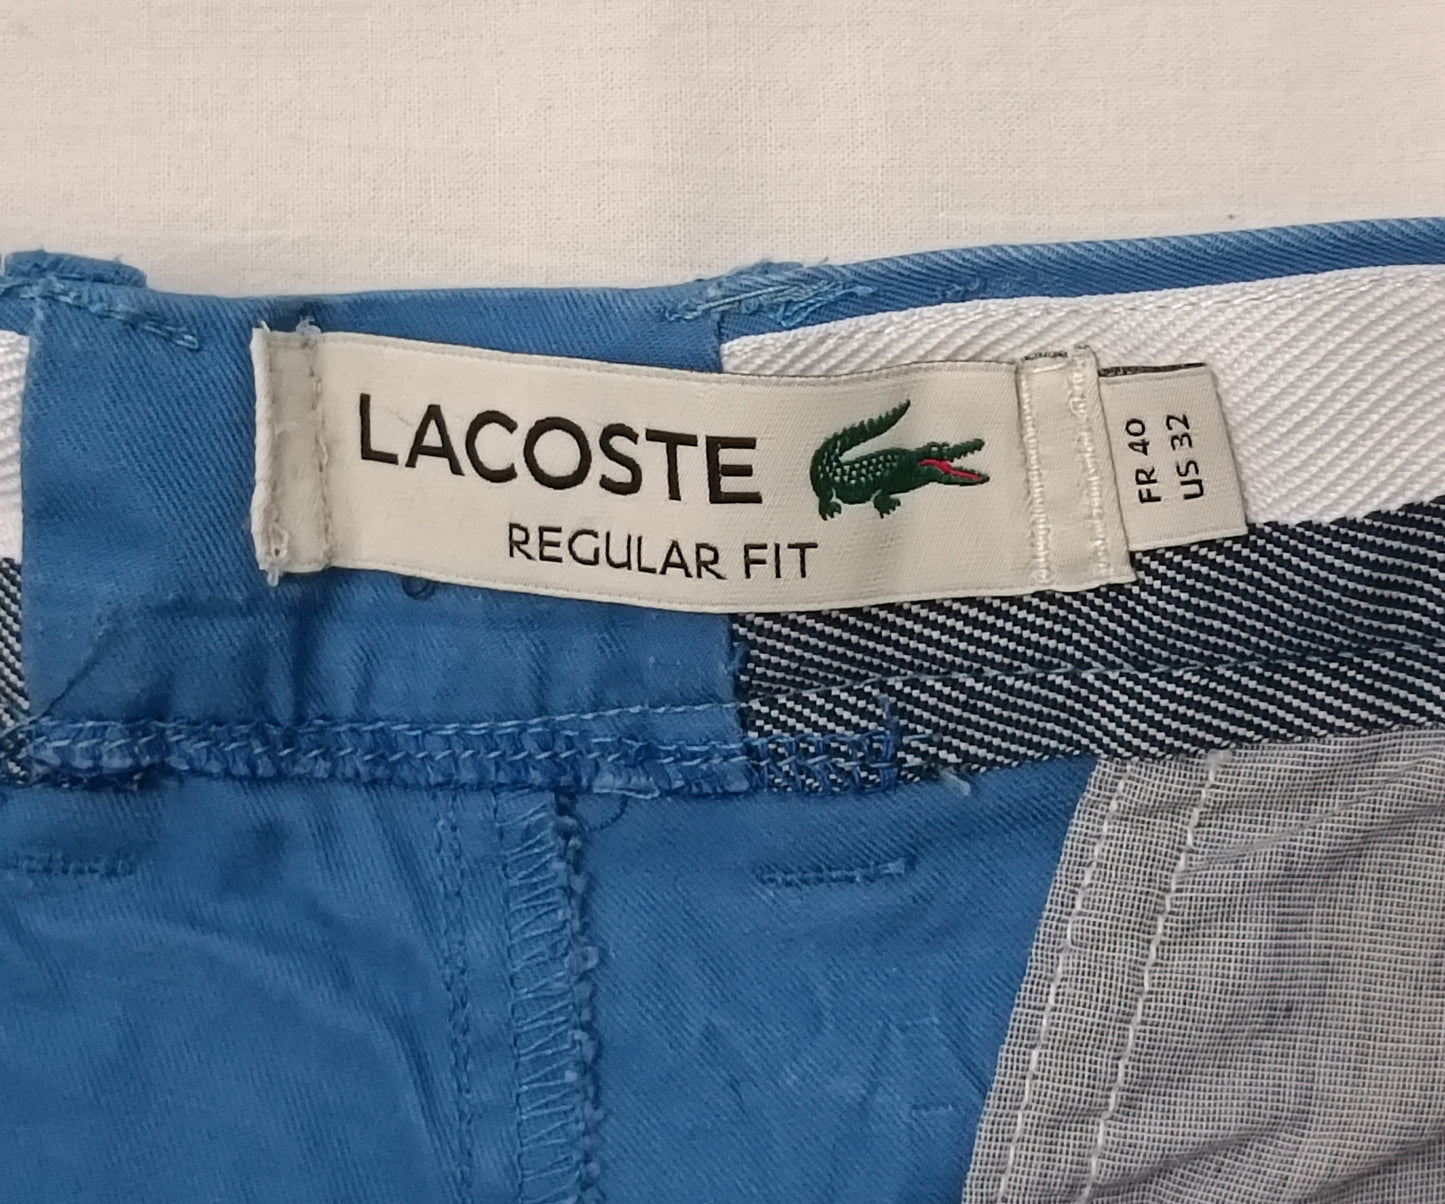 LACOSTE
REGULAR FIT
FR 40
US 32